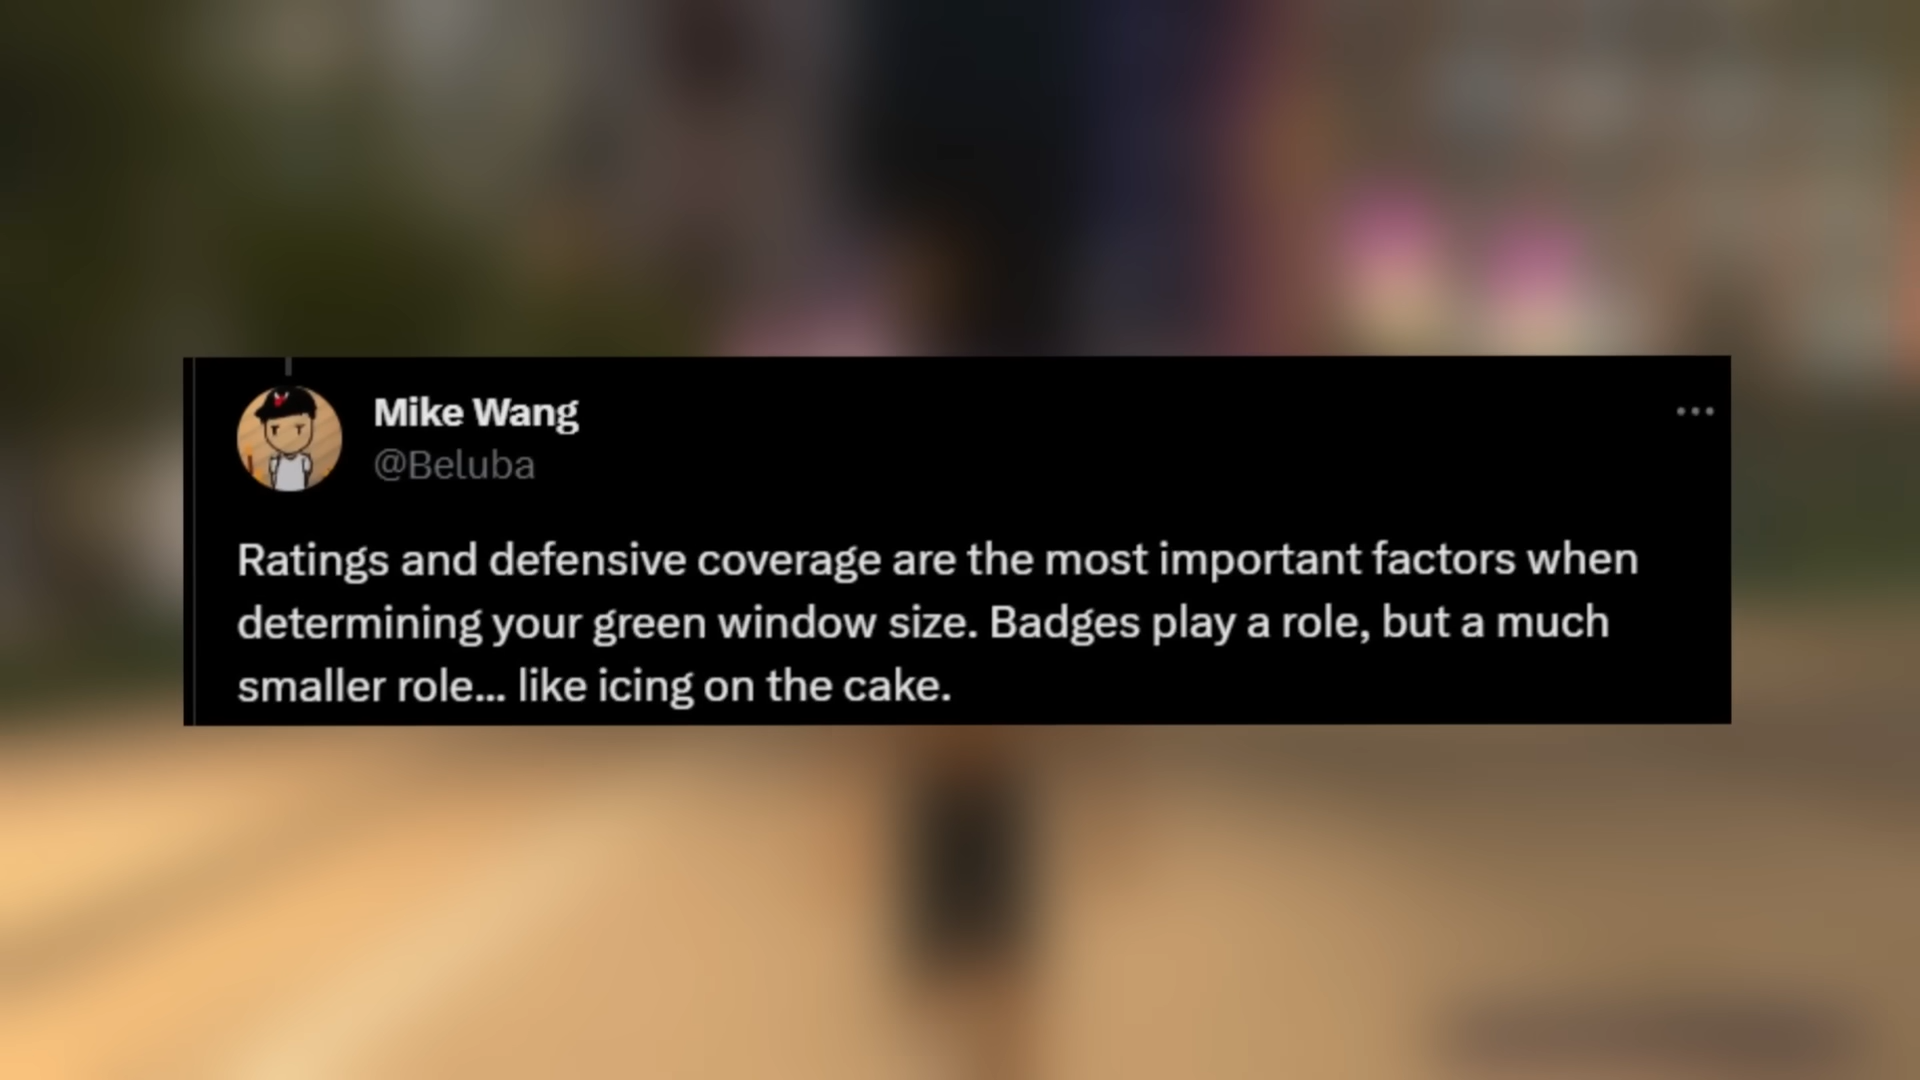 Mike Wang
@Beluba
Ratings and defensive coverage are the most important factors when
determining your green window size. Badges play a role, but a much
smaller role... like icing on the cake.